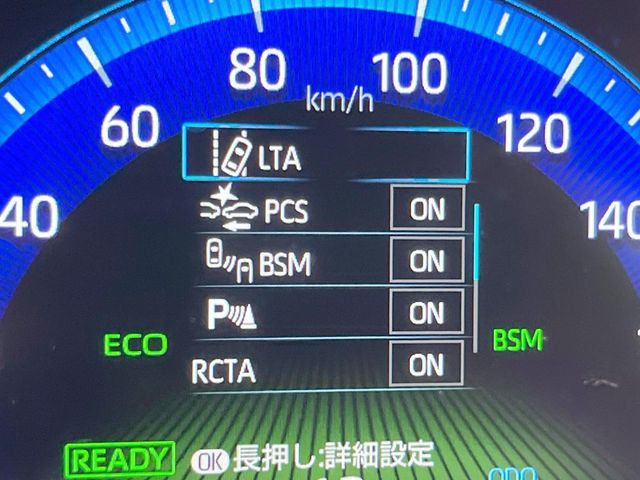 80
100
km/h
60
120
40
140
LTA
PCS ON
BSM ON
P ON
RCTA ON
ECO
BSM
READY
OK 長押し:詳細設定
ODO